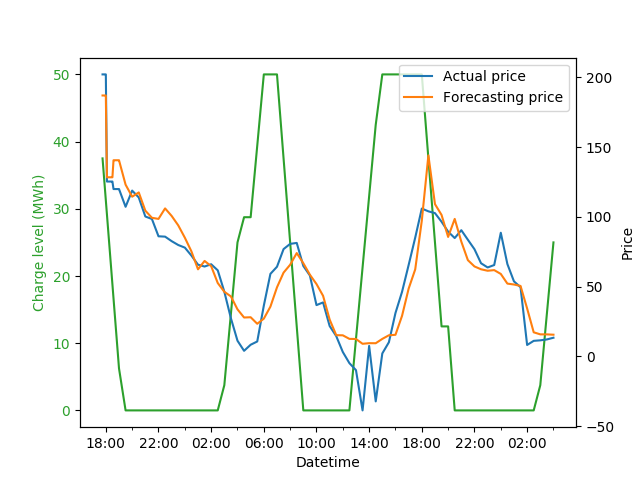 Actual price
Forecasting price
50
40
30
20
10
0
Charge level (MWh)
200
150
100
50
0
−50
Price
18:00 22:00 02:00 06:00 10:00 14:00 18:00 22:00 02:00
Datetime